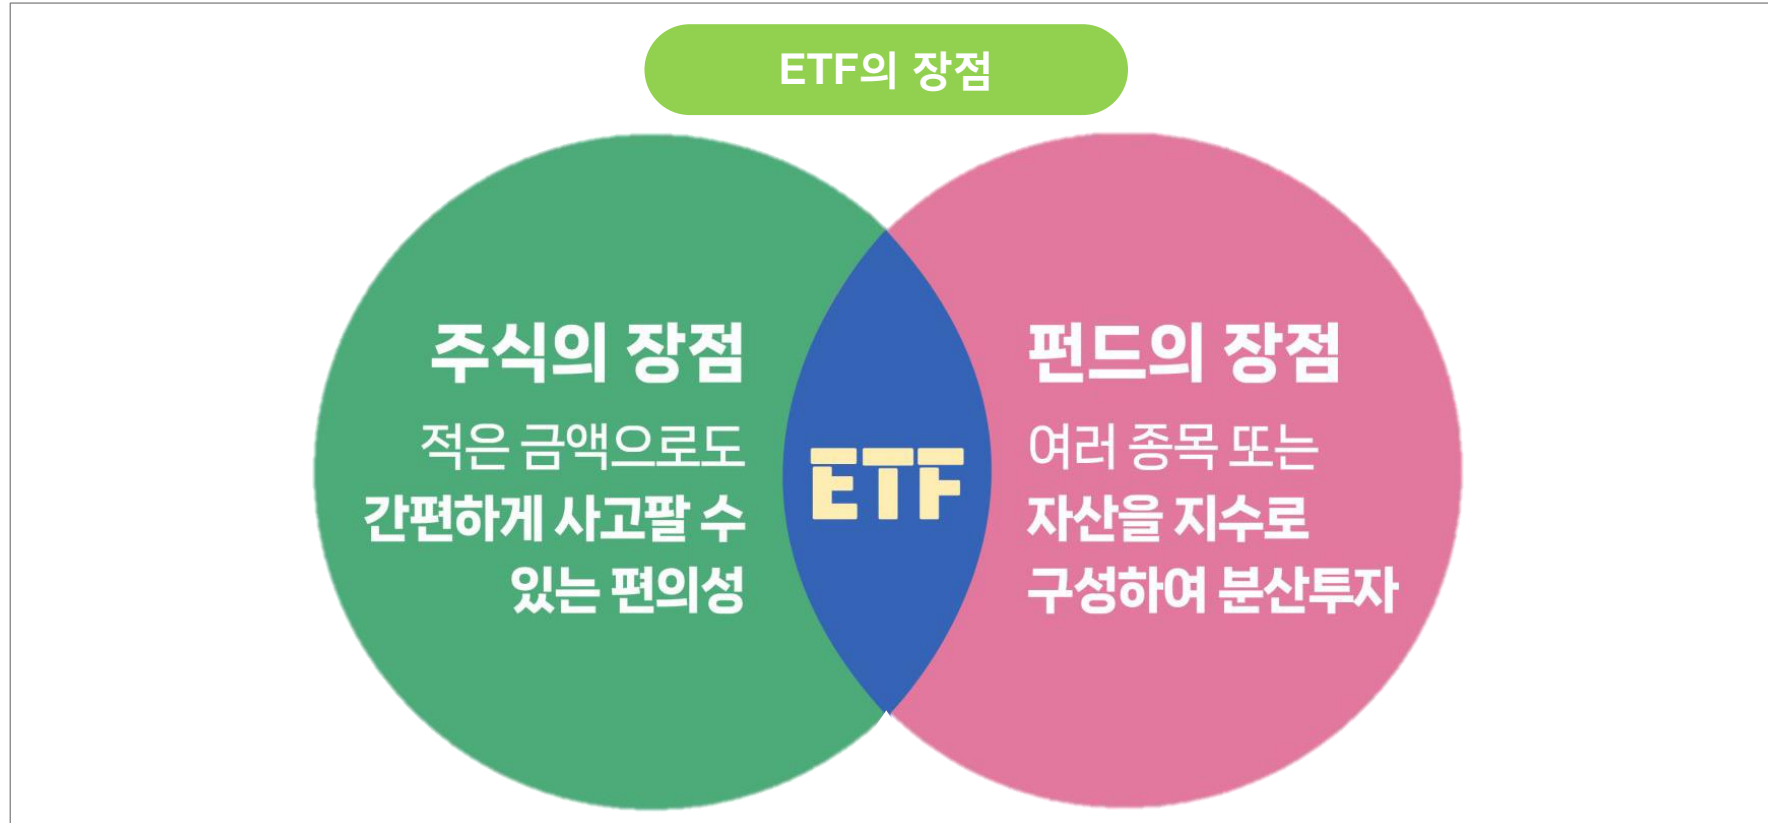 ETF의 장점
주식의 장점
적은 금액으로도
간편하게 사고팔 수
있는 편의성
ETF
펀드의 장점
여러 종목 또는
자산을 지수로
구성하여 분산투자